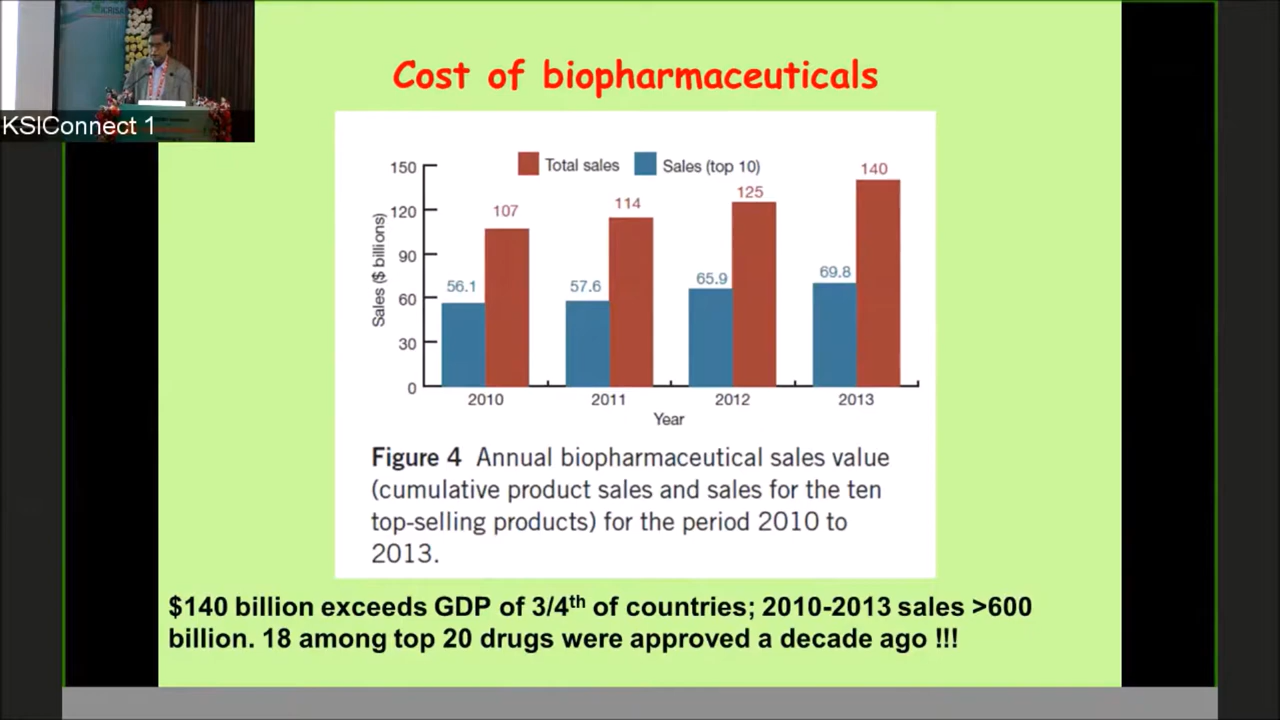 CRISAT
KSIConnect 1
Cost of biopharmaceuticals
Total sales
Sales (top 10)
Sales ($ billions)
150
120
90
60
30
0
56.1
107
57.6
114
65.9
125
69.8
140
2010
2011
2012
2013
Year
Figure 4 Annual biopharmaceutical sales value
(cumulative product sales and sales for the ten
top-selling products) for the period 2010 to
2013.
$140 billion exceeds GDP of 3/4th of countries; 2010-2013 sales >600
billion. 18 among top 20 drugs were approved a decade ago !!!